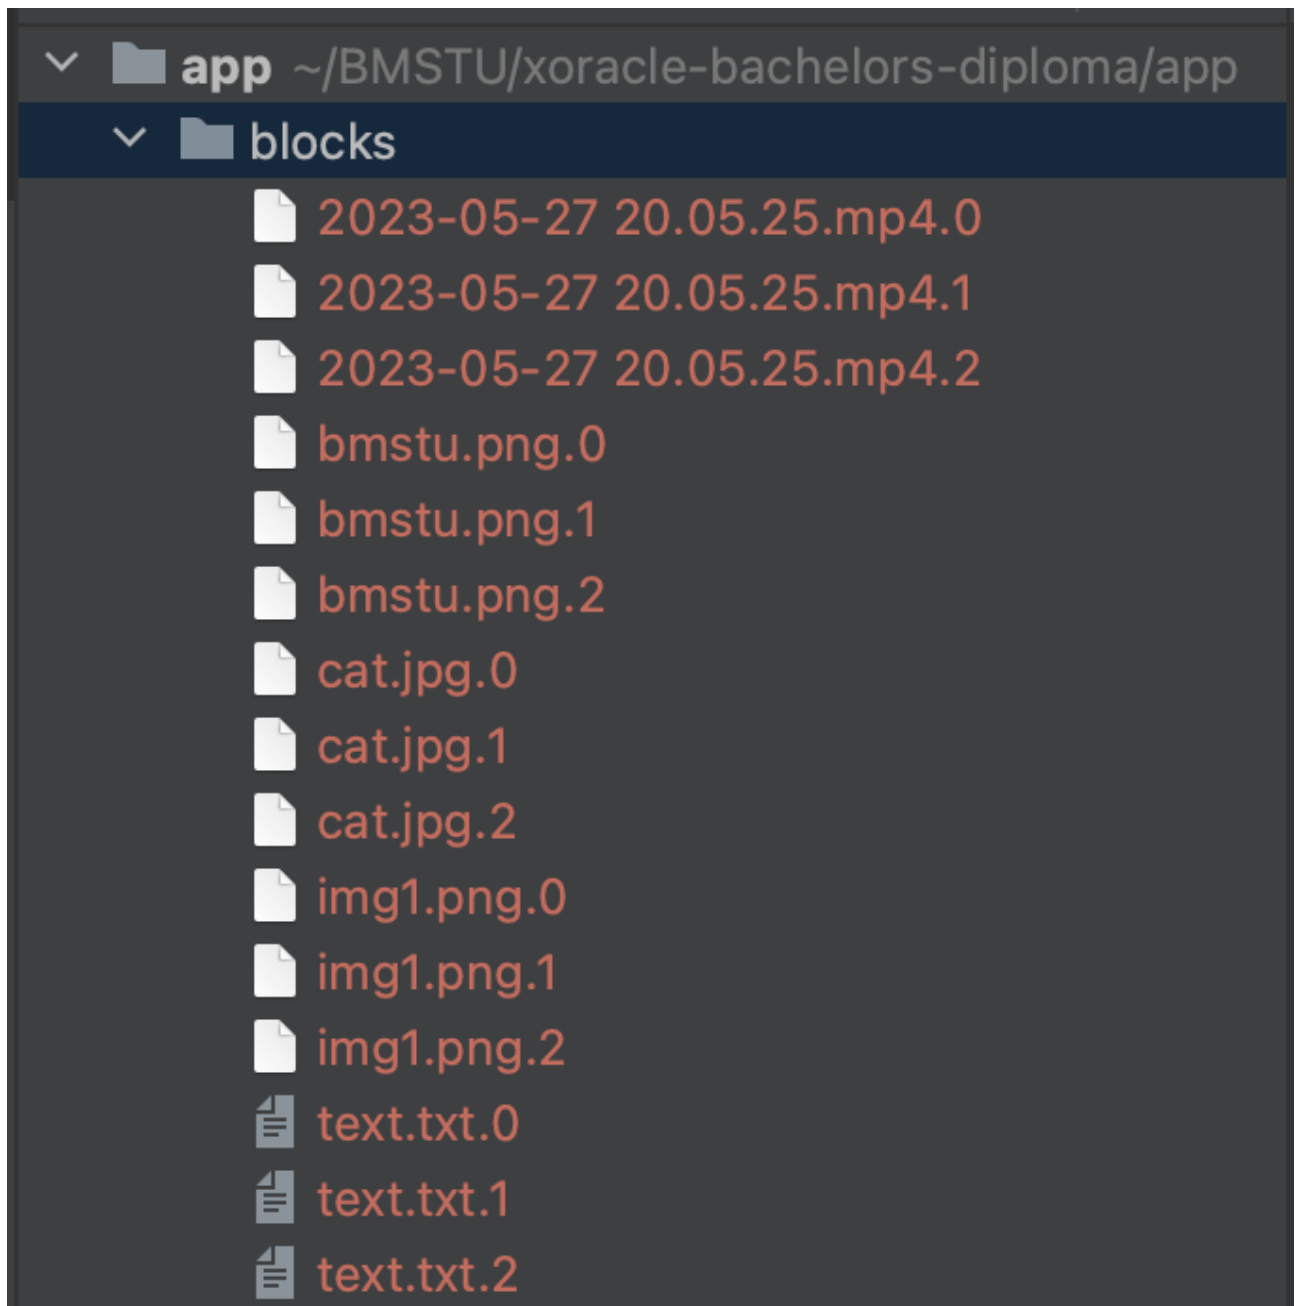 app ~/BMSTU/xoracle-bachelors-diploma/app
blocks
2023-05-27 20.05.25.mp4.0
2023-05-27 20.05.25.mp4.1
2023-05-27 20.05.25.mp4.2
bmstu.png.0
bmstu.png.1
bmstu.png.2
cat.jpg.0
cat.jpg.1
cat.jpg.2
img1.png.0
img1.png.1
img1.png.2
text.txt.0
text.txt.1
text.txt.2